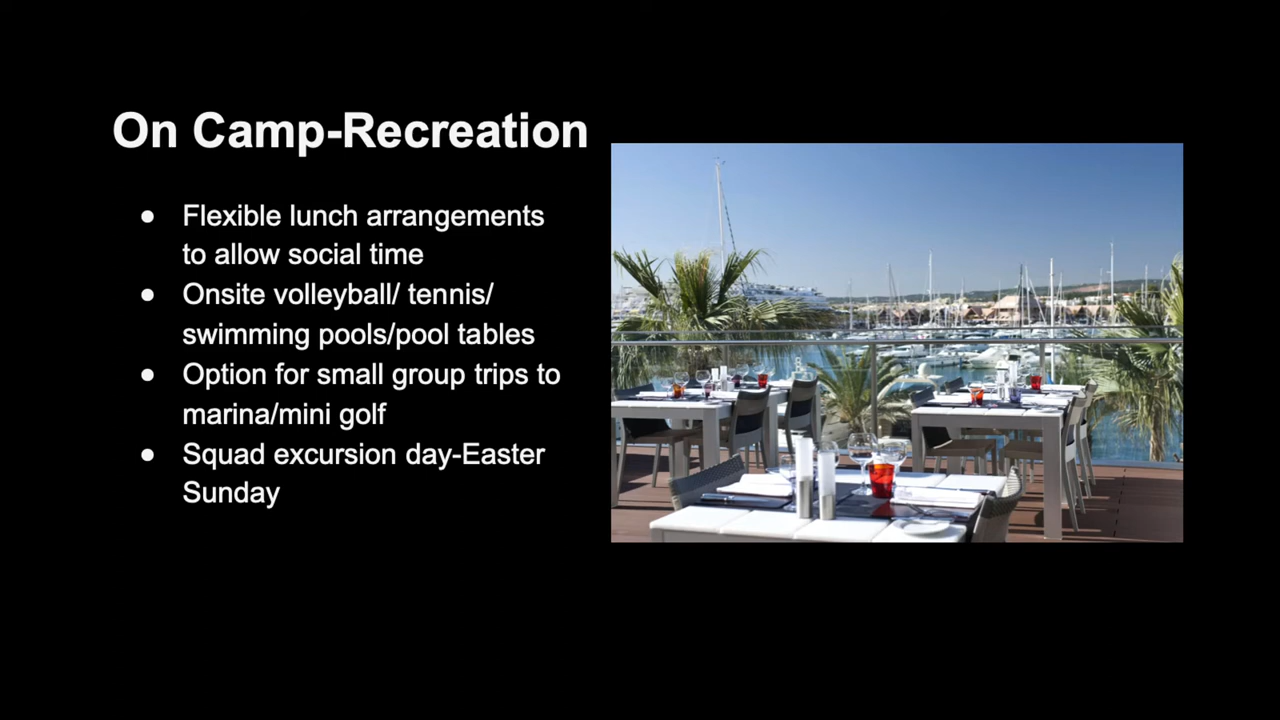 On Camp-Recreation
● Flexible lunch arrangements
to allow social time
● Onsite volleyball/ tennis/
swimming pools/pool tables
● Option for small group trips to
marina/mini golf
● Squad excursion day-Easter
Sunday